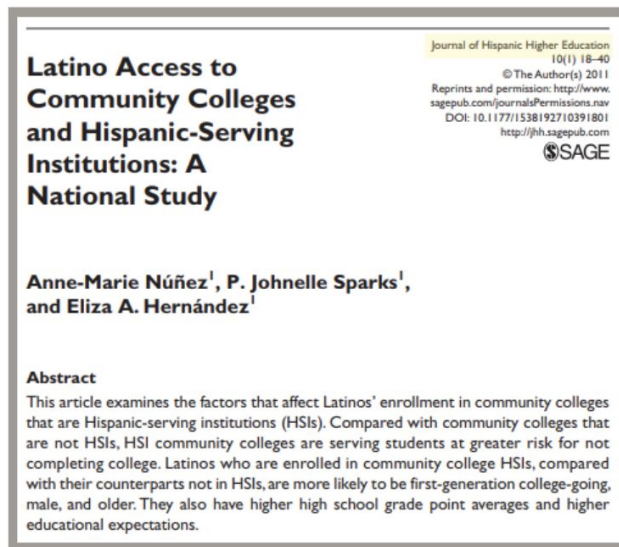 Journal of Hispanic Higher Education
10(1) 18–40
© The Author(s) 2011
Reprints and permission: http://www.
sagepub.com/journalsPermissions.nav
DOI: 10.1177/1538192710391801
http://jhh.sagepub.com
SAGE
Latino Access to
Community Colleges
and Hispanic-Serving
Institutions: A
National Study
Anne-Marie Núñez¹, P. Johnelle Sparks¹,
and Eliza A. Hernández¹
Abstract
This article examines the factors that affect Latinos’ enrollment in community colleges
that are Hispanic-serving institutions (HSIs). Compared with community colleges that
are not HSIs, HSI community colleges are serving students at greater risk for not
completing college. Latinos who are enrolled in community college HSIs, compared
with their counterparts not in HSIs, are more likely to be first-generation college-going,
male, and older. They also have higher high school grade point averages and higher
educational expectations.